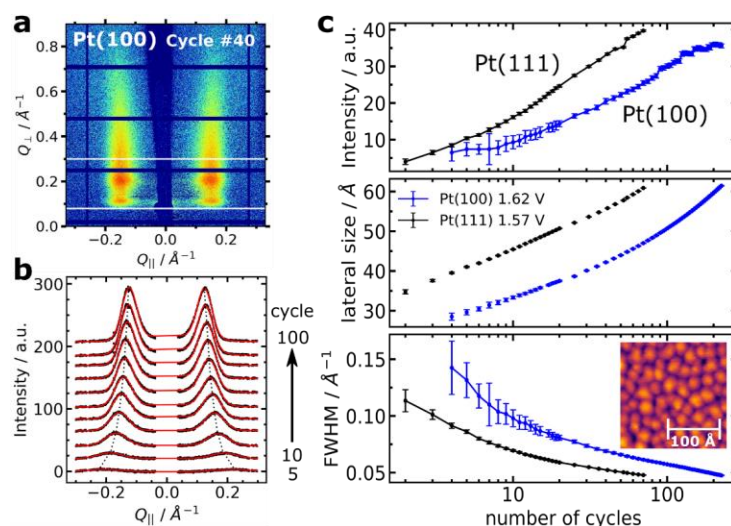 a
Pt(100) Cycle #40
Q⊥ / Å⁻¹
0.8
0.6
0.4
0.2
0.0
−0.2 0.0 0.2
Q|| / Å⁻¹
b
Intensity / a.u.
300
250
200
150
100
50
0
cycle
100
10
5
−0.2 0.0 0.2
Q|| / Å⁻¹
c
Intensity / a.u.
40
30
20
10
Pt(111)
Pt(100)
lateral size / Å
60
50
40
30
Pt(100) 1.62 V
Pt(111) 1.57 V
FWHM / Å⁻¹
0.15
0.10
0.05
100 Å
10 100
number of cycles